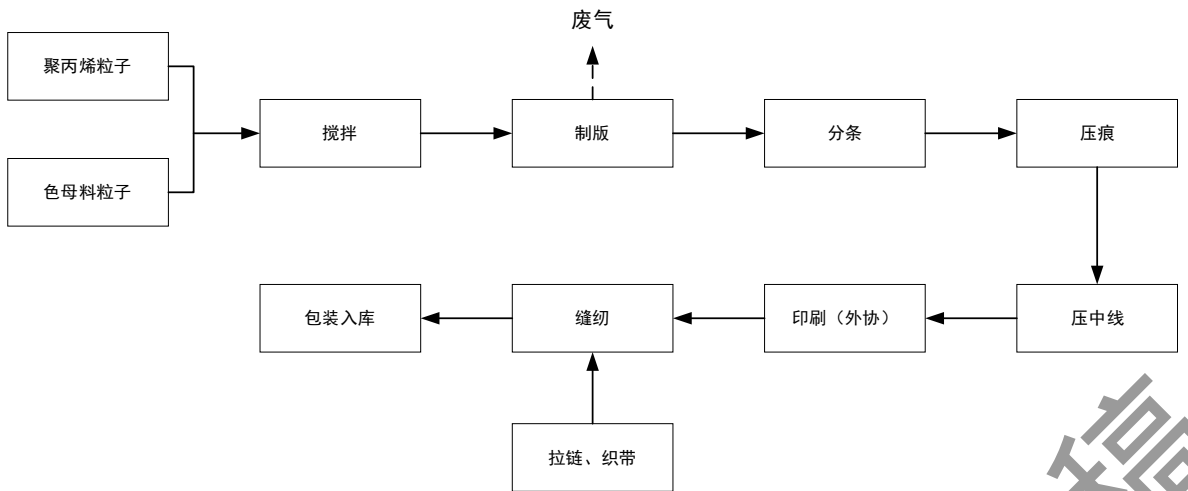 废气
聚丙烯粒子
搅拌
制版
分条
压痕
色母料粒子
包装入库
缝纫
印刷（外协）
压中线
拉链、织带
稿